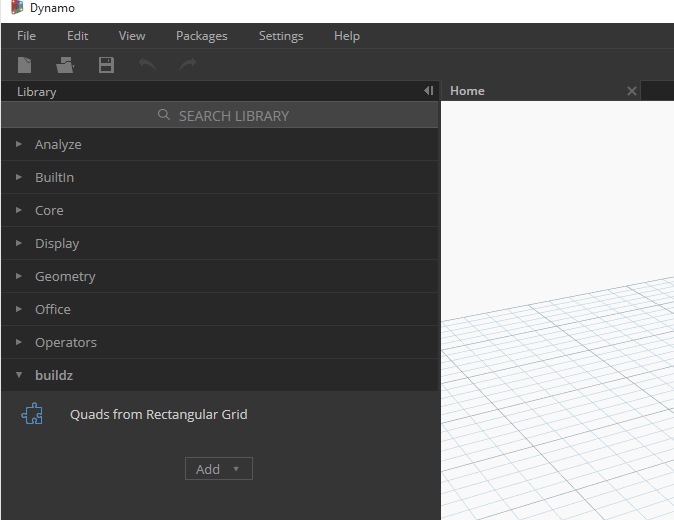 Dynamo
File Edit View Packages Settings Help
Library
Home
SEARCH LIBRARY
Analyze
BuiltIn
Core
Display
Geometry
Office
Operators
buildz
Quads from Rectangular Grid
Add